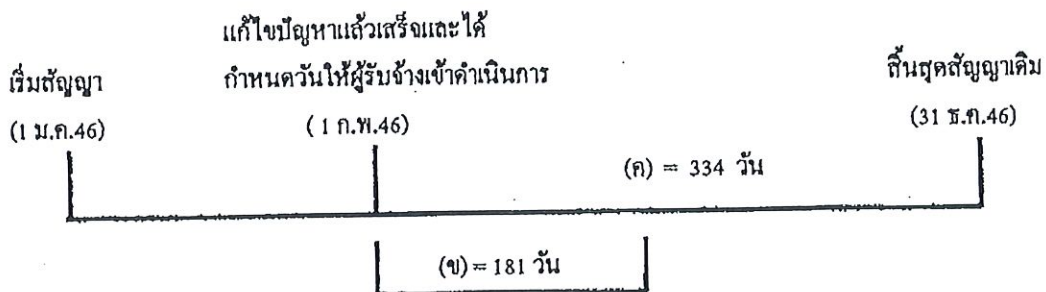 แก้ไขปัญหาแล้วเสร็จและได้
เริ่มสัญญา กำหนดวันให้ผู้รับจ้างเข้าดำเนินการ สิ้นสุดสัญญาเดิม
(1 ม.ค.46) ( 1 ก.พ.46) (31 ธ.ค.46)
(ค) = 334 วัน
(ข) = 181 วัน